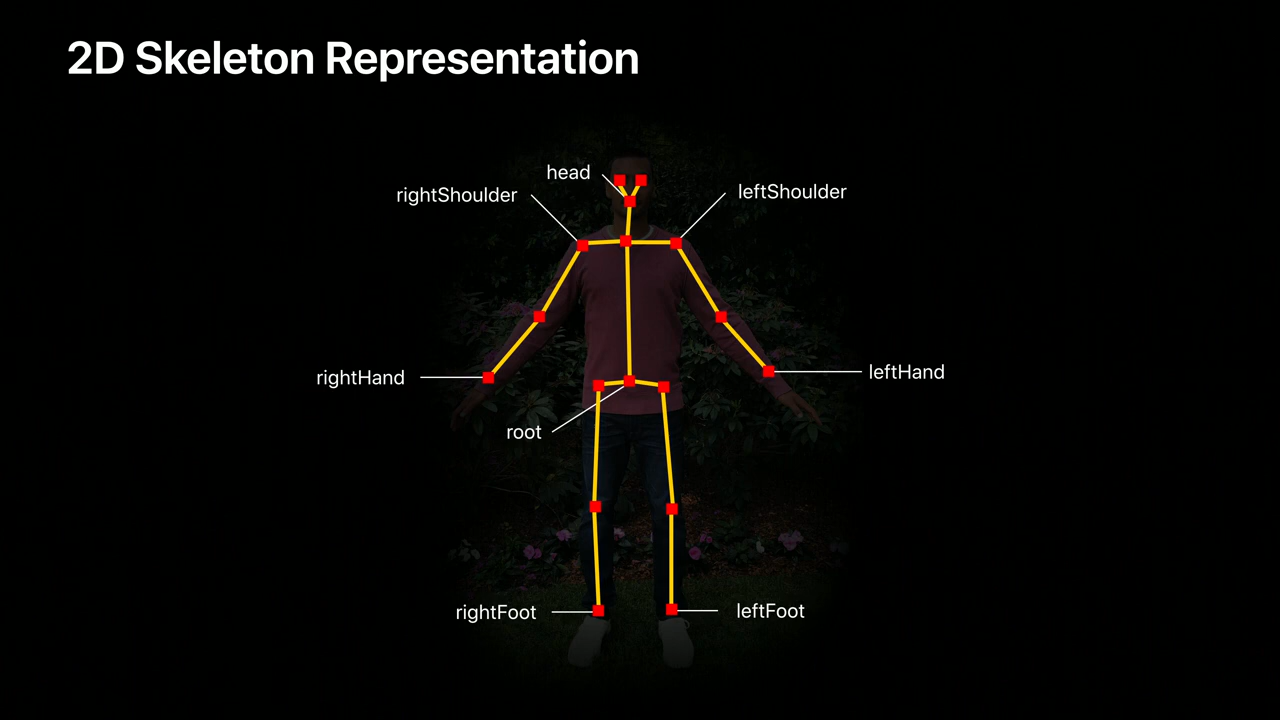 2D Skeleton Representation
head
rightShoulder
leftShoulder
rightHand
leftHand
root
rightFoot
leftFoot